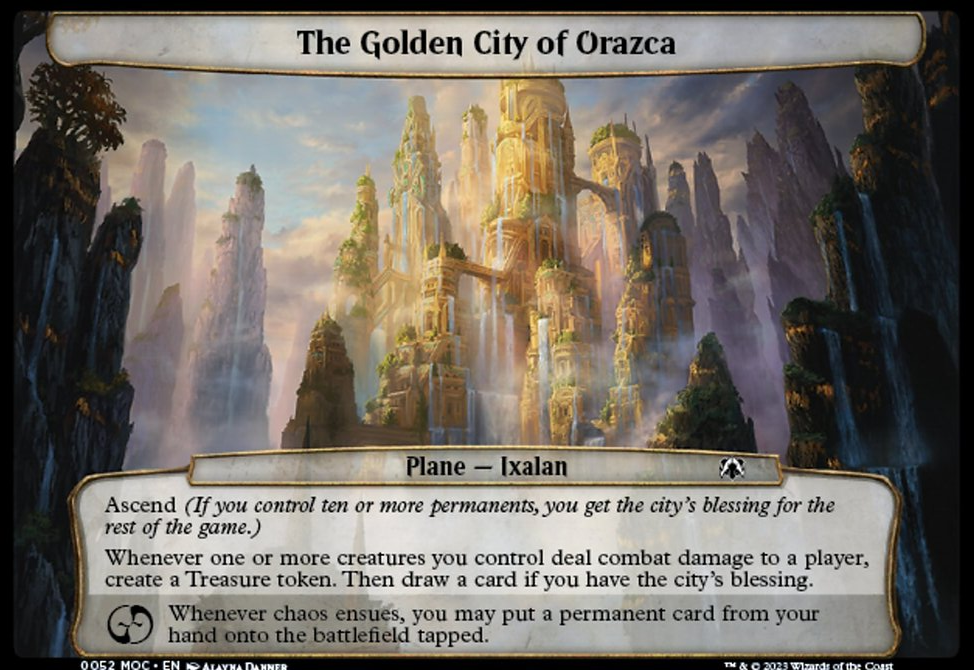 The Golden City of Orazca
Plane — Ixalan
Ascend (If you control ten or more permanents, you get the city's blessing for the
rest of the game.)
Whenever one or more creatures you control deal combat damage to a player,
create a Treasure token. Then draw a card if you have the city's blessing.
Whenever chaos ensues, you may put a permanent card from your
hand onto the battlefield tapped.
0052 MOC • EN ALAYNA DANNER
™ & © 2023 Wizards of the Coast